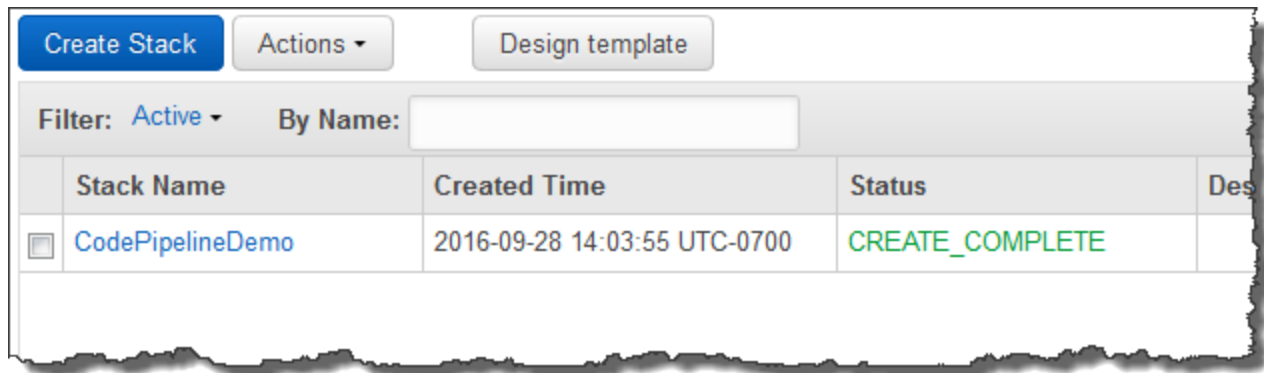 Create Stack Actions Design template
Filter: Active By Name:
Stack Name Created Time Status Des
CodePipelineDemo 2016-09-28 14:03:55 UTC-0700 CREATE_COMPLETE